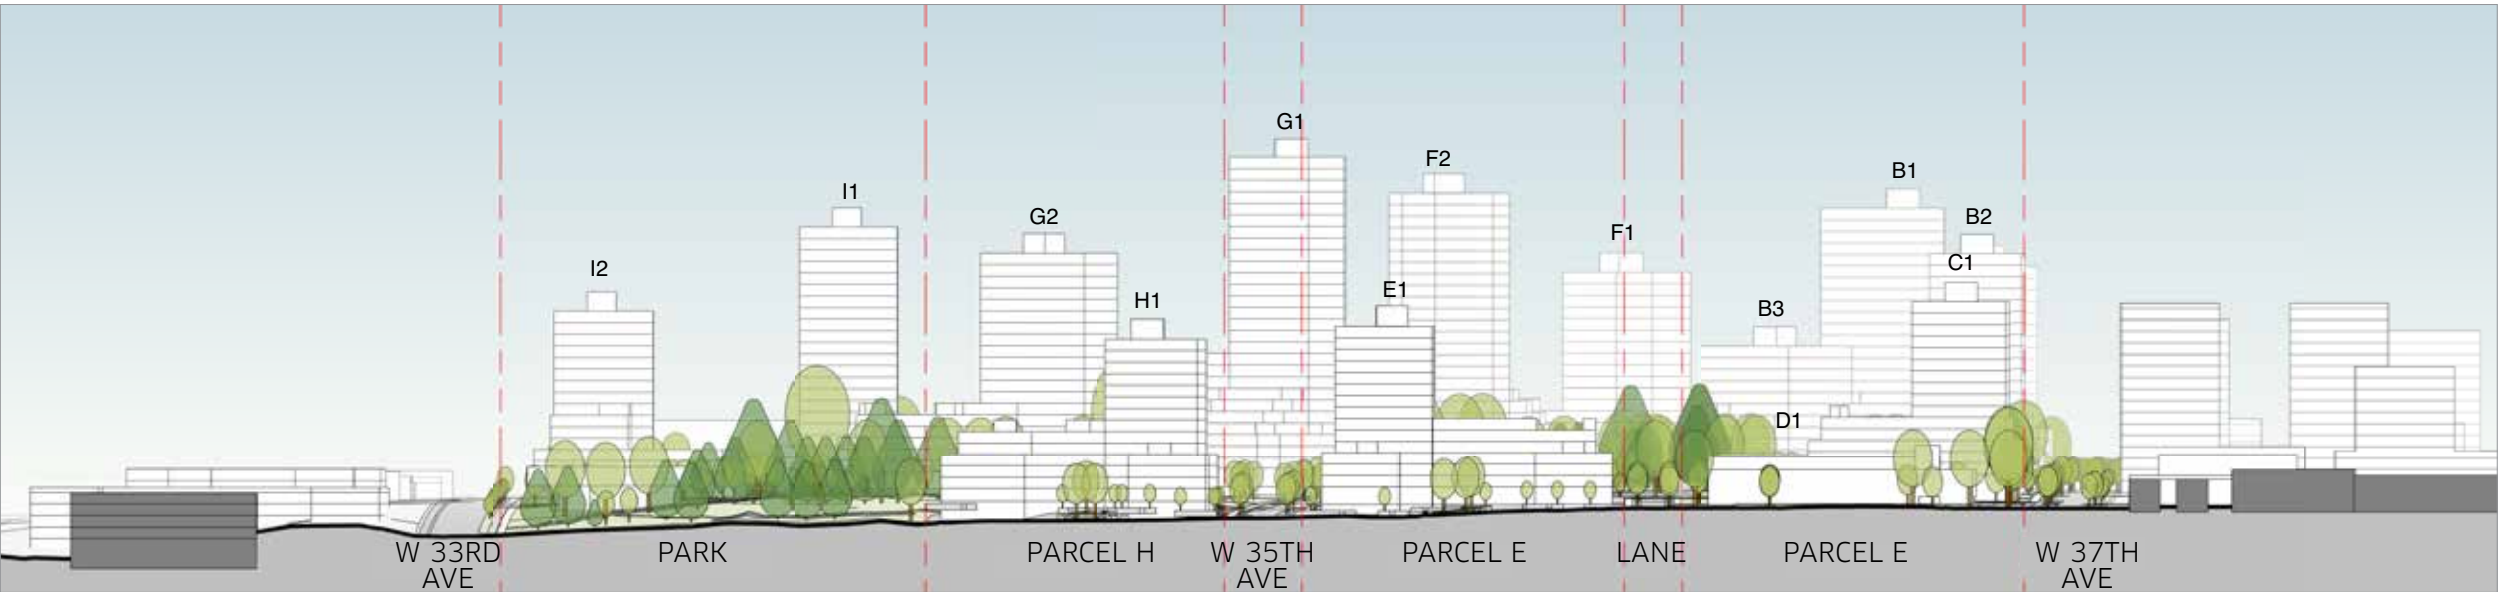 G1
F2
B1
I1
G2
B2
F1
C1
I2
E1
H1
B3
D1
W 33RD
AVE
PARK
PARCEL H
W 35TH
AVE
PARCEL E
LANE
PARCEL E
W 37TH
AVE